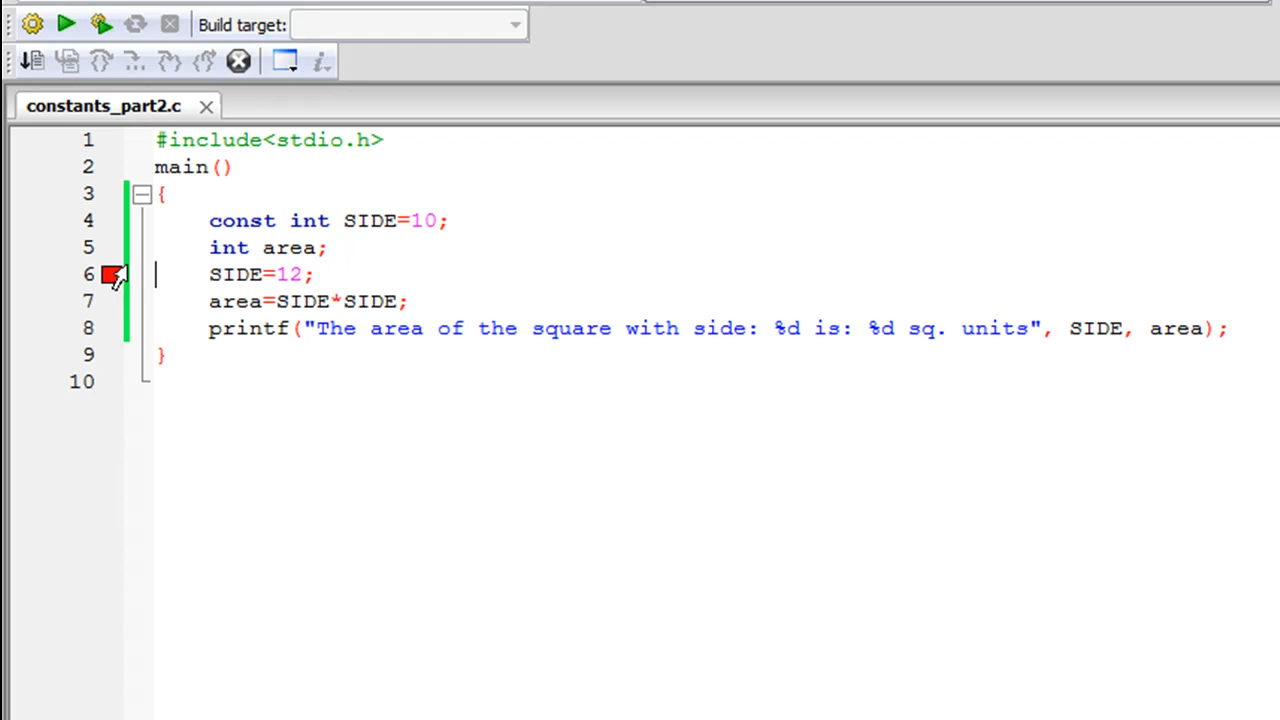 Build target:
constants_part2.c
1 #include<stdio.h>
2 main()
3 {
4 const int SIDE=10;
5 int area;
6 SIDE=12;
7 area=SIDE*SIDE;
8 printf("The area of the square with side: %d is: %d sq. units", SIDE, area);
9 }
10